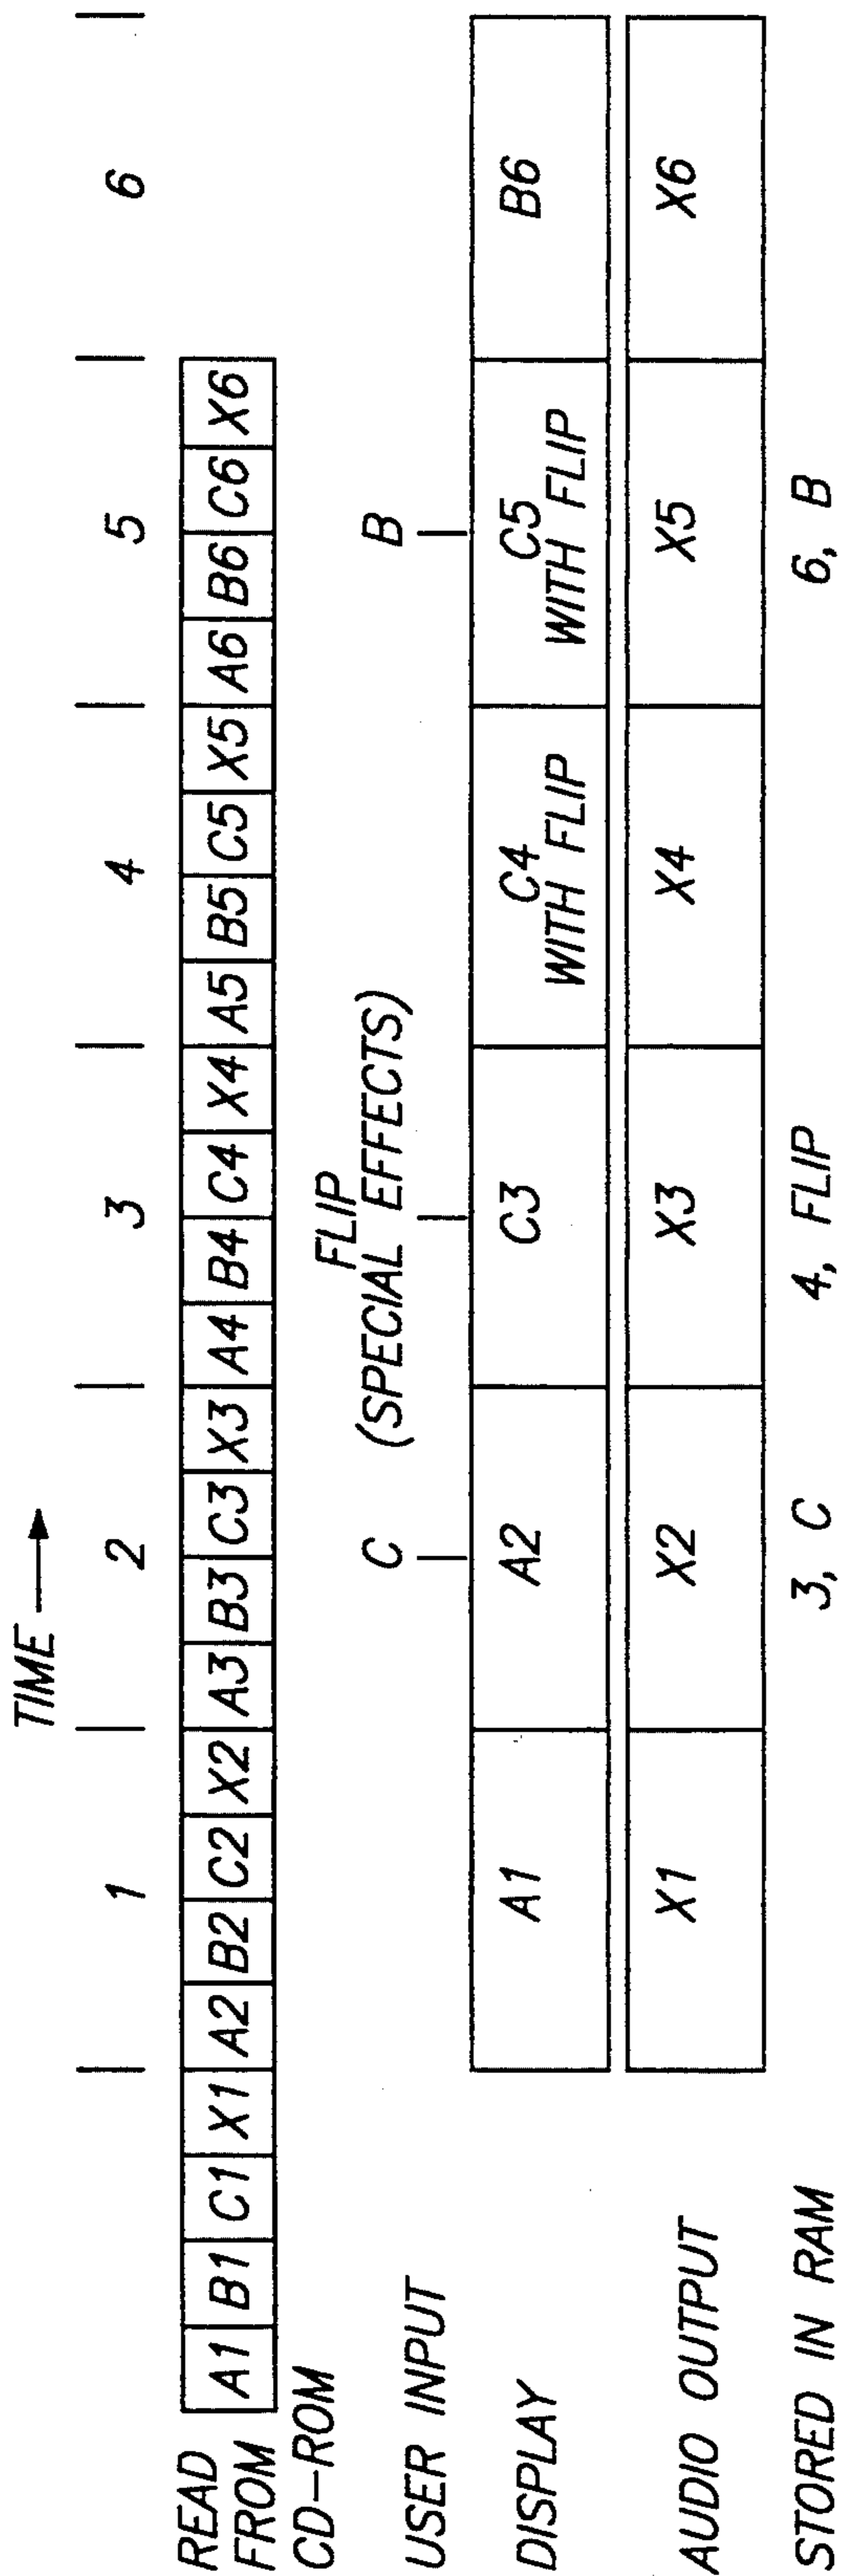 TIME
1 2 3 4 5 6
READ
FROM
CD-ROM
A1 B1 C1 X1 A2 B2 C2 X2 A3 B3 C3 X3 A4 B4 C4 X4 A5 B5 C5 X5 A6 B6 C6 X6
USER INPUT
C
FLIP
(SPECIAL EFFECTS)
B
DISPLAY
A1 A2 C3
C4
WITH FLIP
C5
WITH FLIP
B6
AUDIO OUTPUT
X1 X2 X3 X4 X5 X6
STORED IN RAM
3, C
4, FLIP
6, B